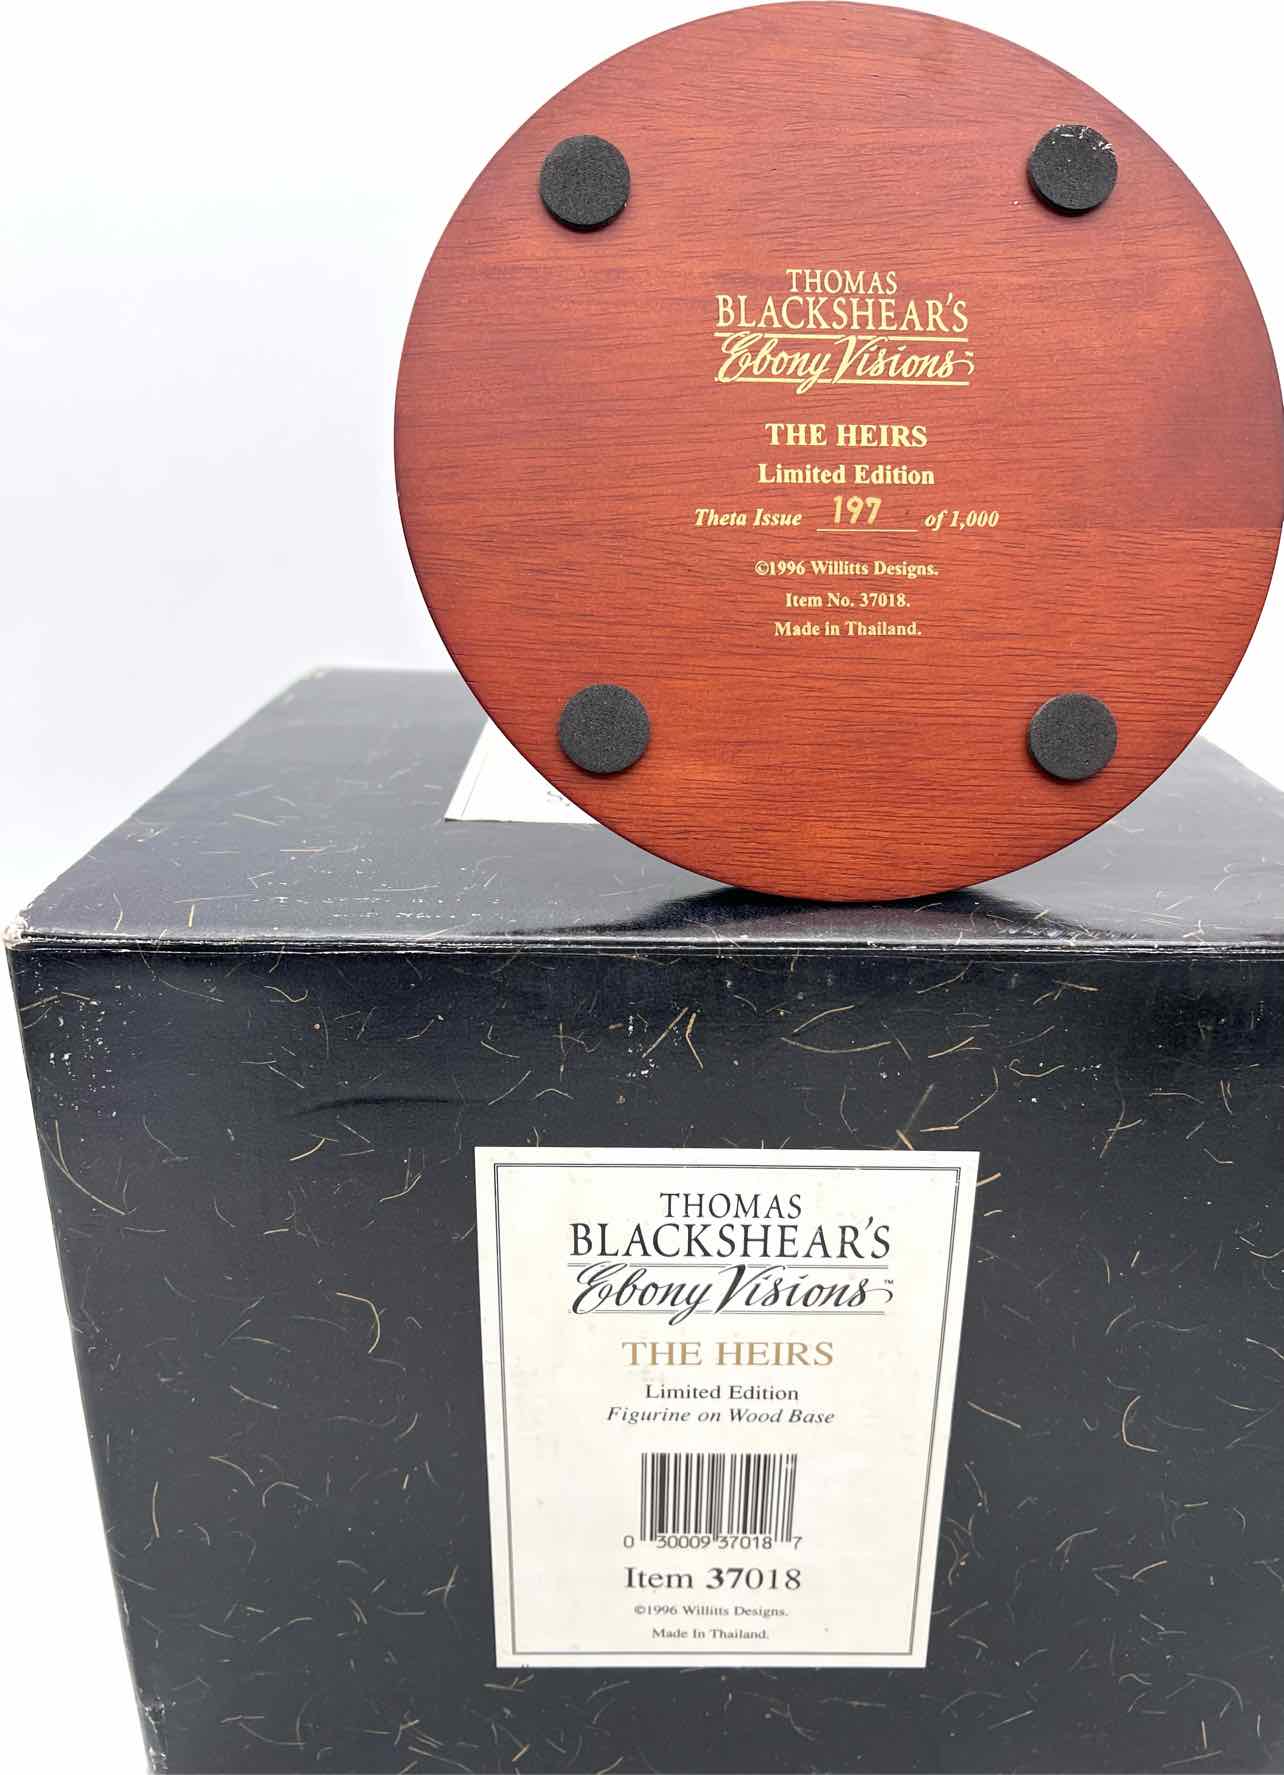 THOMAS
BLACKSHEAR'S
Ebony Visions™
THE HEIRS
Limited Edition
Theta Issue 197 of 1,000
©1996 Willitts Designs.
Item No. 37018.
Made in Thailand.
THOMAS
BLACKSHEAR'S
Ebony Visions™
THE HEIRS
Limited Edition
Figurine on Wood Base
0 30009 37018 7
Item 37018
©1996 Willitts Designs.
Made In Thailand.